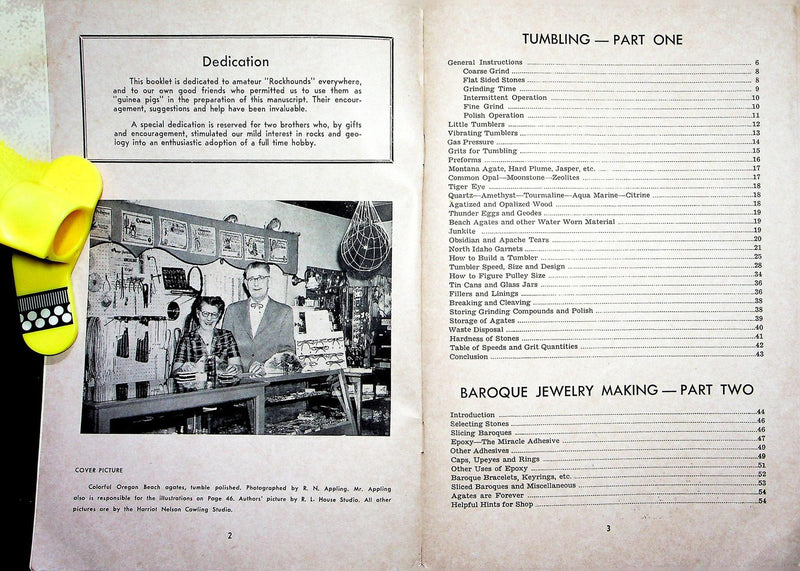 Dedication
This booklet is dedicated to amateur "Rockhounds" everywhere,
and to our own good friends who permitted us to use them as
"guinea pigs" in the preparation of this manuscript. Their encour-
agement, suggestions and help have been invaluable.
A special dedication is reserved for two brothers who, by gifts
and encouragement, stimulated our mild interest in rocks and geo-
logy into an enthusiastic adoption of a full time hobby.
COVER PICTURE
Colorful Oregon Beach agates, tumble polished. Photographed by R. N. Appling. Mr. Appling
also is responsible for the illustrations on Page 46. Authors' picture by R. L. House Studio. All other
pictures are by the Harriot Nelson Cowling Studio.
2
TUMBLING — PART ONE
General Instructions 6
Coarse Grind 8
Flat Sided Stones 8
Grinding Time 9
Intermittent Operation 10
Fine Grind 10
Polish Operation 11
Little Tumblers 12
Vibrating Tumblers 13
Gas Pressure 14
Grits for Tumbling 15
Preforms 16
Montana Agate, Hard Plume, Jasper, etc. 17
Common Opal—Moonstone—Zeolites 17
Tiger Eye 18
Quartz—Amethyst—Tourmaline—Aqua Marine—Citrine 18
Agatized and Opalized Wood 18
Thunder Eggs and Geodes 19
Beach Agates and other Water Worn Material 19
Junkite 19
Obsidian and Apache Tears 20
North Idaho Garnets 21
How to Build a Tumbler 25
Tumbler Speed, Size and Design 28
How to Figure Pulley Size 34
Tin Cans and Glass Jars 36
Fillers and Linings 36
Breaking and Cleaving 38
Storing Grinding Compounds and Polish 38
Storage of Agates 39
Waste Disposal 40
Hardness of Stones 41
Table of Speeds and Grit Quantities 42
Conclusion 43
BAROQUE JEWELRY MAKING — PART TWO
Introduction 44
Selecting Stones 46
Slicing Baroques 46
Epoxy—The Miracle Adhesive 47
Other Adhesives 49
Caps, Upeyes and Rings 49
Other Uses of Epoxy 51
Baroque Bracelets, Keyrings, etc. 52
Sliced Baroques and Miscellaneous 53
Agates are Forever 54
Helpful Hints for Shop 54
3